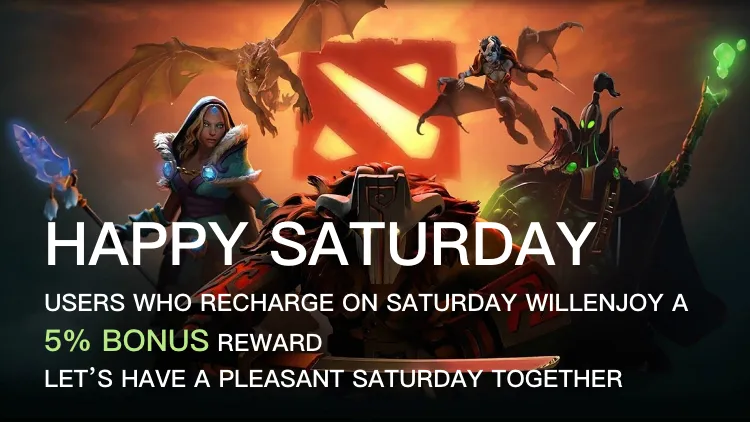 HAPPY SATURDAY
USERS WHO RECHARGE ON SATURDAY WILLENJOY A
5% BONUS REWARD
LET'S HAVE A PLEASANT SATURDAY TOGETHER